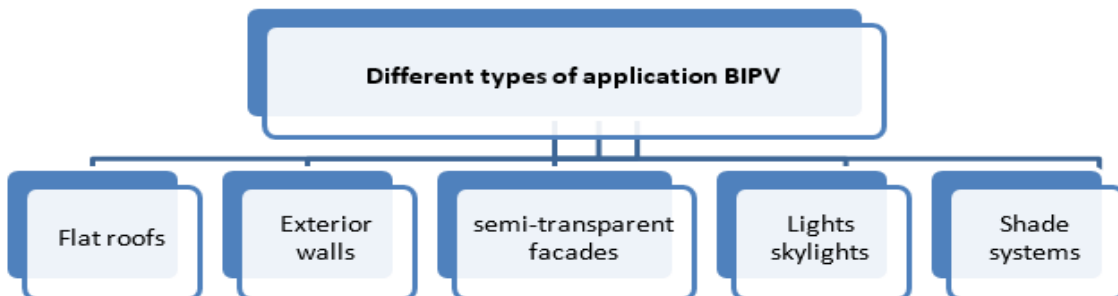 Different types of application BIPV
Flat roofs
Exterior
walls
semi-transparent
facades
Lights
skylights
Shade
systems